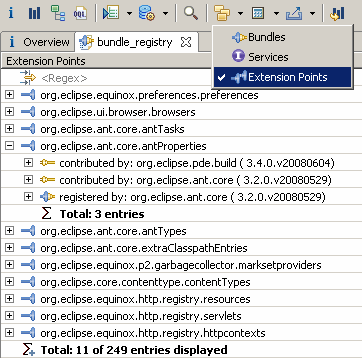 Overview
bundle_registry
Bundles
Services
Extension Points
Extension Points
<Regex>
org.eclipse.equinox.preferences.preferences
org.eclipse.ui.browser.browsers
org.eclipse.ant.core.antTasks
org.eclipse.ant.core.antProperties
contributed by: org.eclipse.pde.build ( 3.4.0.v20080604)
contributed by: org.eclipse.ant.core ( 3.2.0.v20080529)
registered by: org.eclipse.ant.core ( 3.2.0.v20080529)
Σ Total: 3 entries
org.eclipse.ant.core.antTypes
org.eclipse.ant.core.extraClasspathEntries
org.eclipse.equinox.p2.garbagecollector.marksetproviders
org.eclipse.core.contenttype.contentTypes
org.eclipse.equinox.http.registry.resources
org.eclipse.equinox.http.registry.servlets
org.eclipse.equinox.http.registry.httpcontexts
Σ Total: 11 of 249 entries displayed